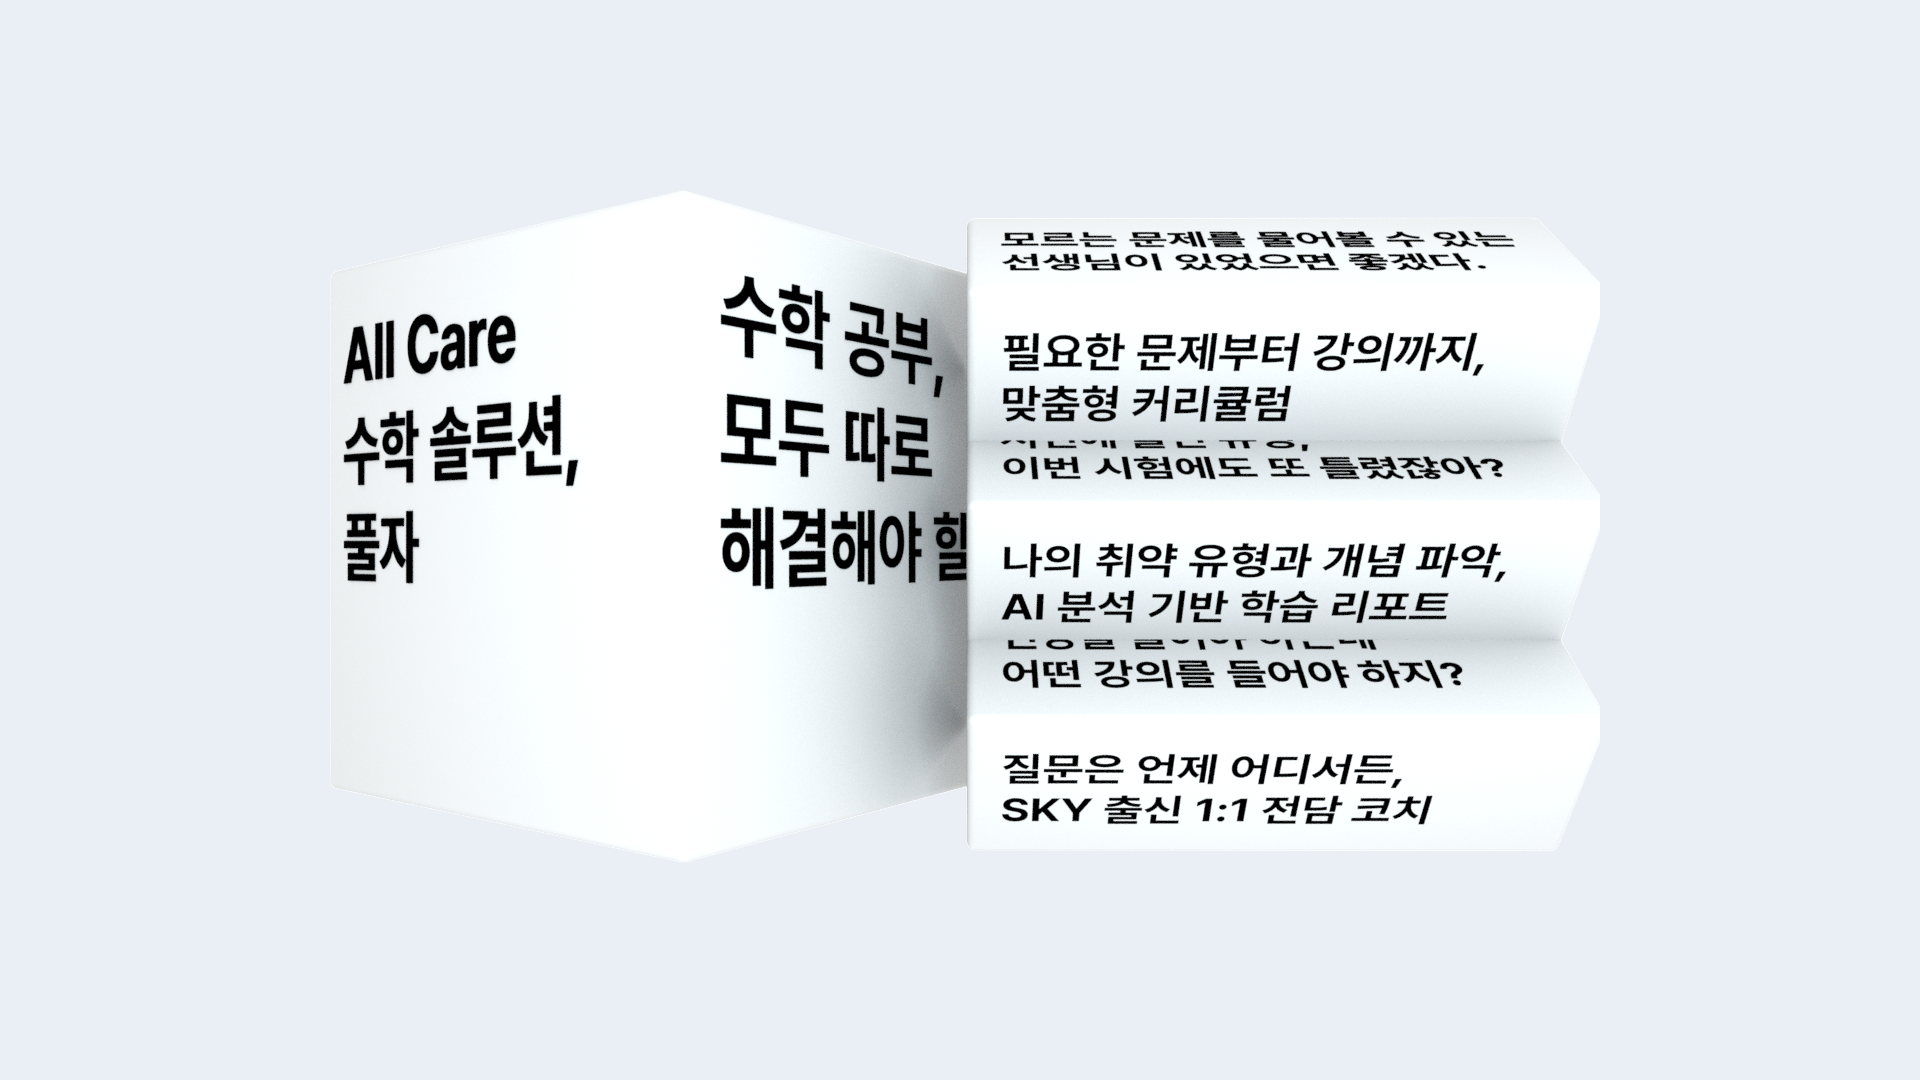 All Care
수학 솔루션,
풀자
수학 공부,
모두 따로
해결해야 할
모르는 문제를 물어볼 수 있는
선생님이 있었으면 좋겠다.
필요한 문제부터 강의까지,
맞춤형 커리큘럼
이번 시험에도 또 틀렸잖아?
나의 취약 유형과 개념 파악,
AI 분석 기반 학습 리포트
어떤 강의를 들어야 하지?
질문은 언제 어디서든,
SKY 출신 1:1 전담 코치